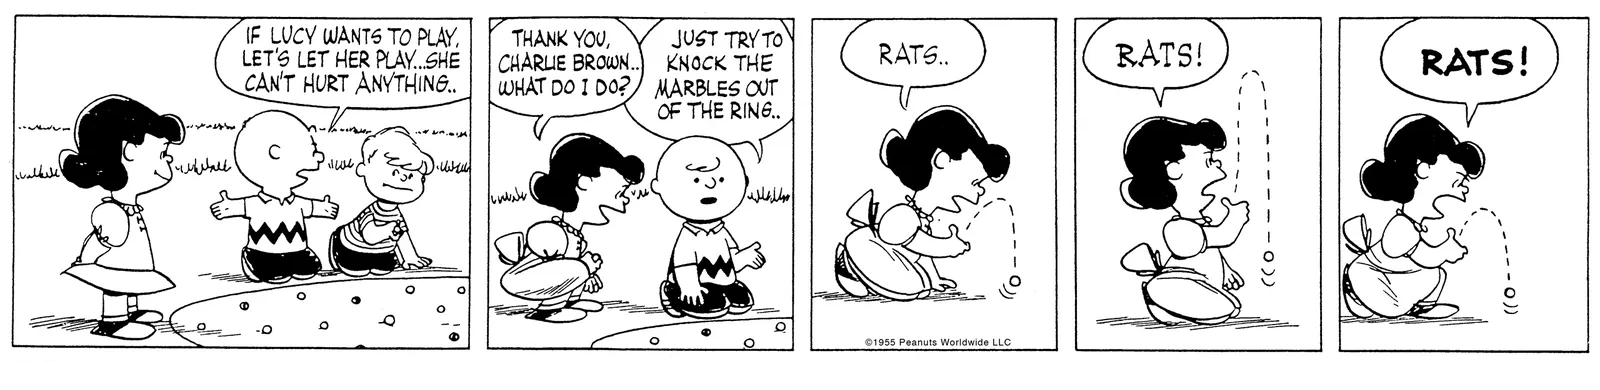 IF LUCY WANTS TO PLAY,
LET'S LET HER PLAY...SHE
CAN'T HURT ANYTHING..
THANK YOU,
CHARLIE BROWN..
WHAT DO I DO?
JUST TRY TO
KNOCK THE
MARBLES OUT
OF THE RING..
RATS..
©1955 Peanuts Worldwide LLC
RATS!
RATS!